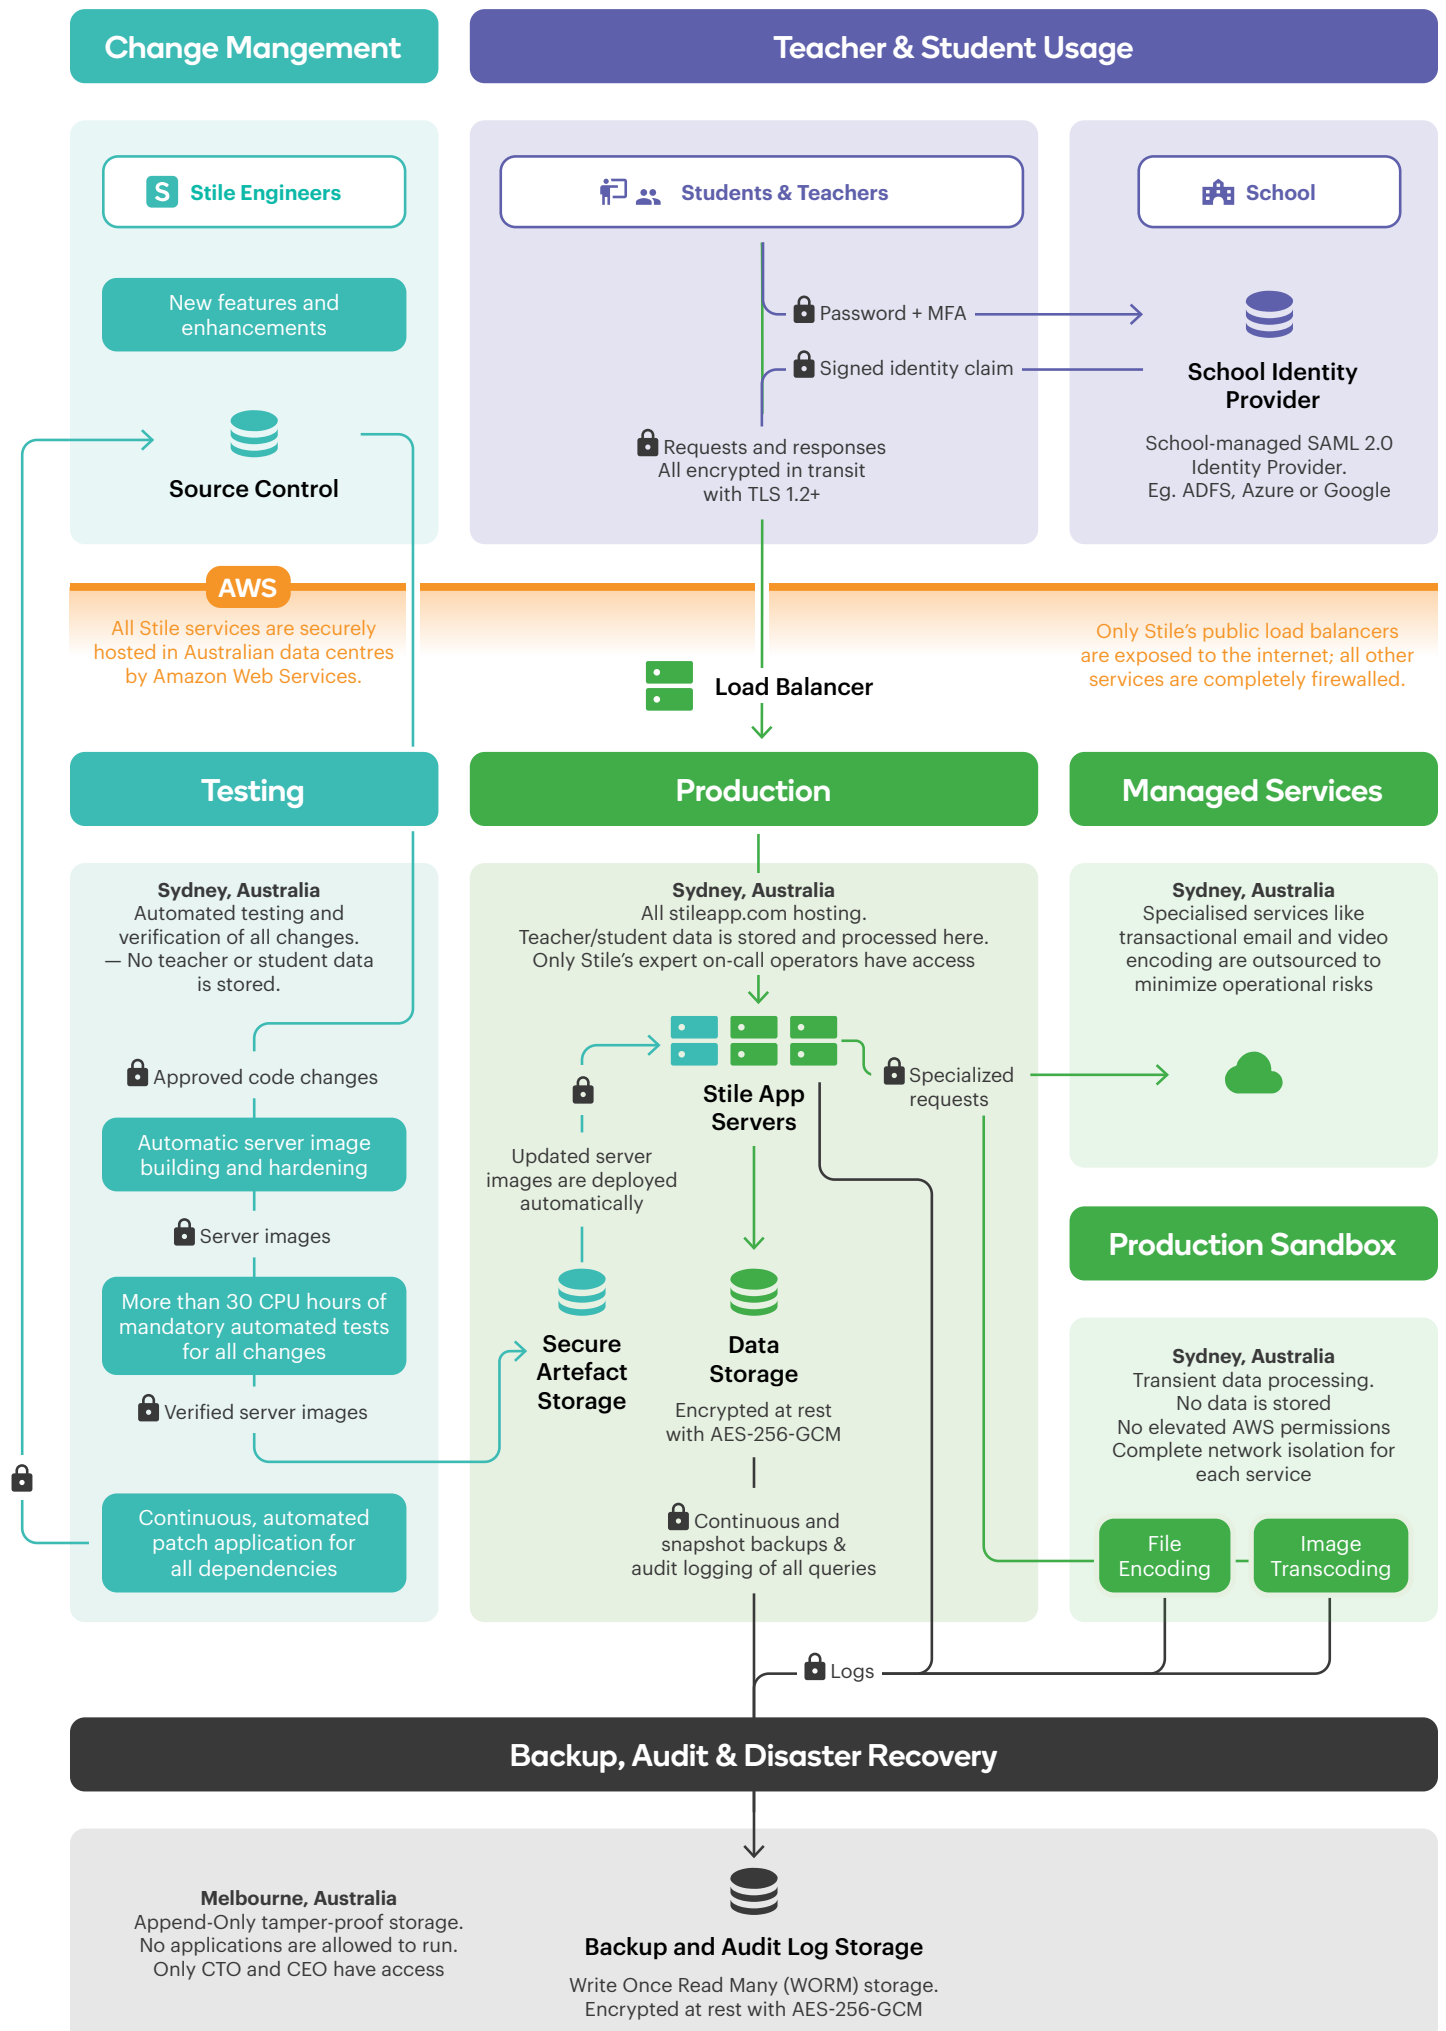 Change Mangement
Teacher & Student Usage
S Stile Engineers
New features and
enhancements
Source Control
Students & Teachers
Password + MFA
Signed identity claim
Requests and responses
All encrypted in transit
with TLS 1.2+
School
School Identity
Provider
School-managed SAML 2.0
Identity Provider.
Eg. ADFS, Azure or Google
AWS
All Stile services are securely
hosted in Australian data centres
by Amazon Web Services.
Load Balancer
Only Stile’s public load balancers
are exposed to the internet; all other
services are completely firewalled.
Testing
Sydney, Australia
Automated testing and
verification of all changes.
— No teacher or student data
is stored.
Approved code changes
Automatic server image
building and hardening
Server images
More than 30 CPU hours of
mandatory automated tests
for all changes
Verified server images
Continuous, automated
patch application for
all dependencies
Production
Sydney, Australia
All stileapp.com hosting.
Teacher/student data is stored and processed here.
Only Stile’s expert on-call operators have access
Stile App
Servers
Specialized
requests
Updated server
images are deployed
automatically
Secure
Artefact
Storage
Data
Storage
Encrypted at rest
with AES-256-GCM
Continuous and
snapshot backups &
audit logging of all queries
Managed Services
Sydney, Australia
Specialised services like
transactional email and video
encoding are outsourced to
minimize operational risks
Production Sandbox
Sydney, Australia
Transient data processing.
No data is stored
No elevated AWS permissions
Complete network isolation for
each service
File
Encoding
Image
Transcoding
Logs
Backup, Audit & Disaster Recovery
Melbourne, Australia
Append-Only tamper-proof storage.
No applications are allowed to run.
Only CTO and CEO have access
Backup and Audit Log Storage
Write Once Read Many (WORM) storage.
Encrypted at rest with AES-256-GCM